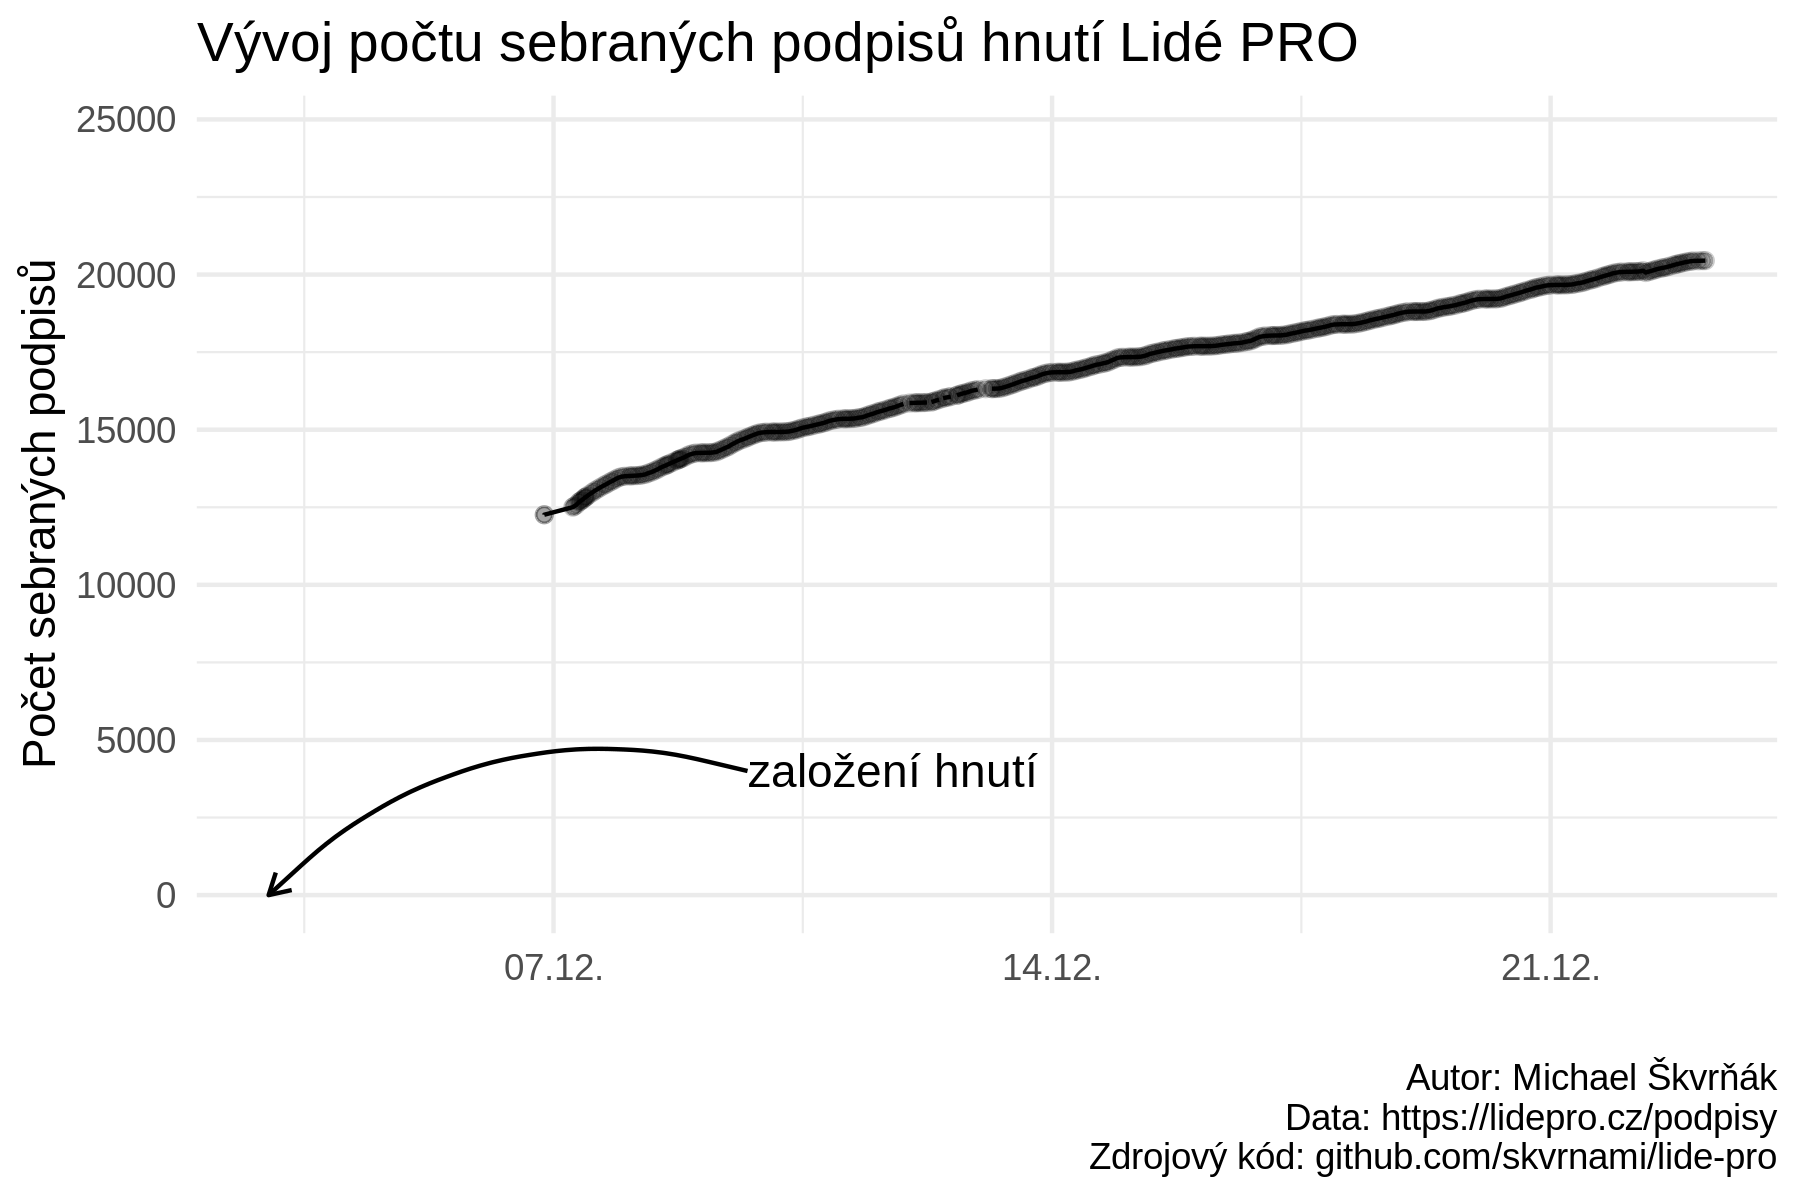 Vývoj počtu sebraných podpisů hnutí Lidé PRO
Počet sebraných podpisů
25000
20000
15000
10000
5000
0
založení hnutí
07.12.
14.12.
21.12.
Autor: Michael Škvrňák
Data: https://lidepro.cz/podpisy
Zdrojový kód: github.com/skvrnami/lide-pro